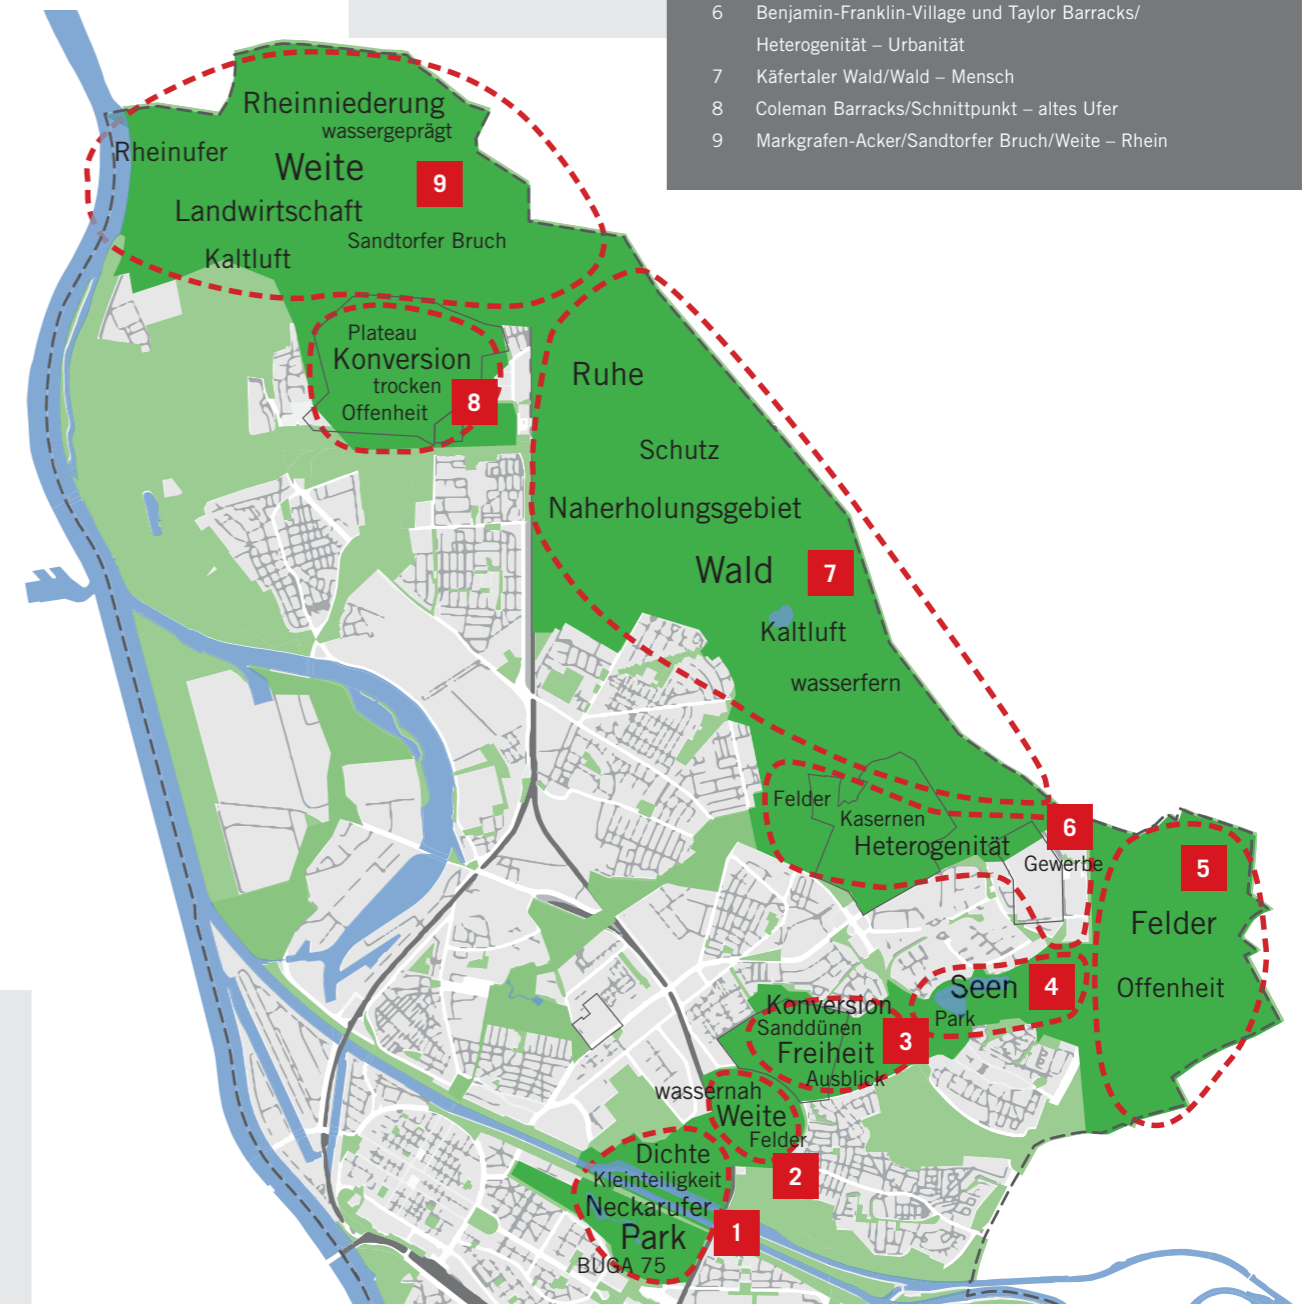 6 Benjamin-Franklin-Village und Taylor Barracks/
Heterogenität – Urbanität
7 Käfertaler Wald/Wald – Mensch
8 Coleman Barracks/Schnittpunkt – altes Ufer
9 Markgrafen-Acker/Sandtorfer Bruch/Weite – Rhein
Rheinniederung
wassergeprägt
Rheinufer
Weite
9
Landwirtschaft
Sandtorfer Bruch
Kaltluft
Plateau
Konversion
trocken
8
Offenheit
Ruhe
Schutz
Naherholungsgebiet
Wald
7
Kaltluft
wasserfern
Felder
Kasernen
6
Heterogenität
Gewerbe
5
Felder
Offenheit
Seen
4
Park
Konversion
Sanddünen
3
Freiheit
Ausblick
wassernah
Weite
Felder
2
Dichte
Kleinteiligkeit
Neckarufer
1
Park
BUGA 75